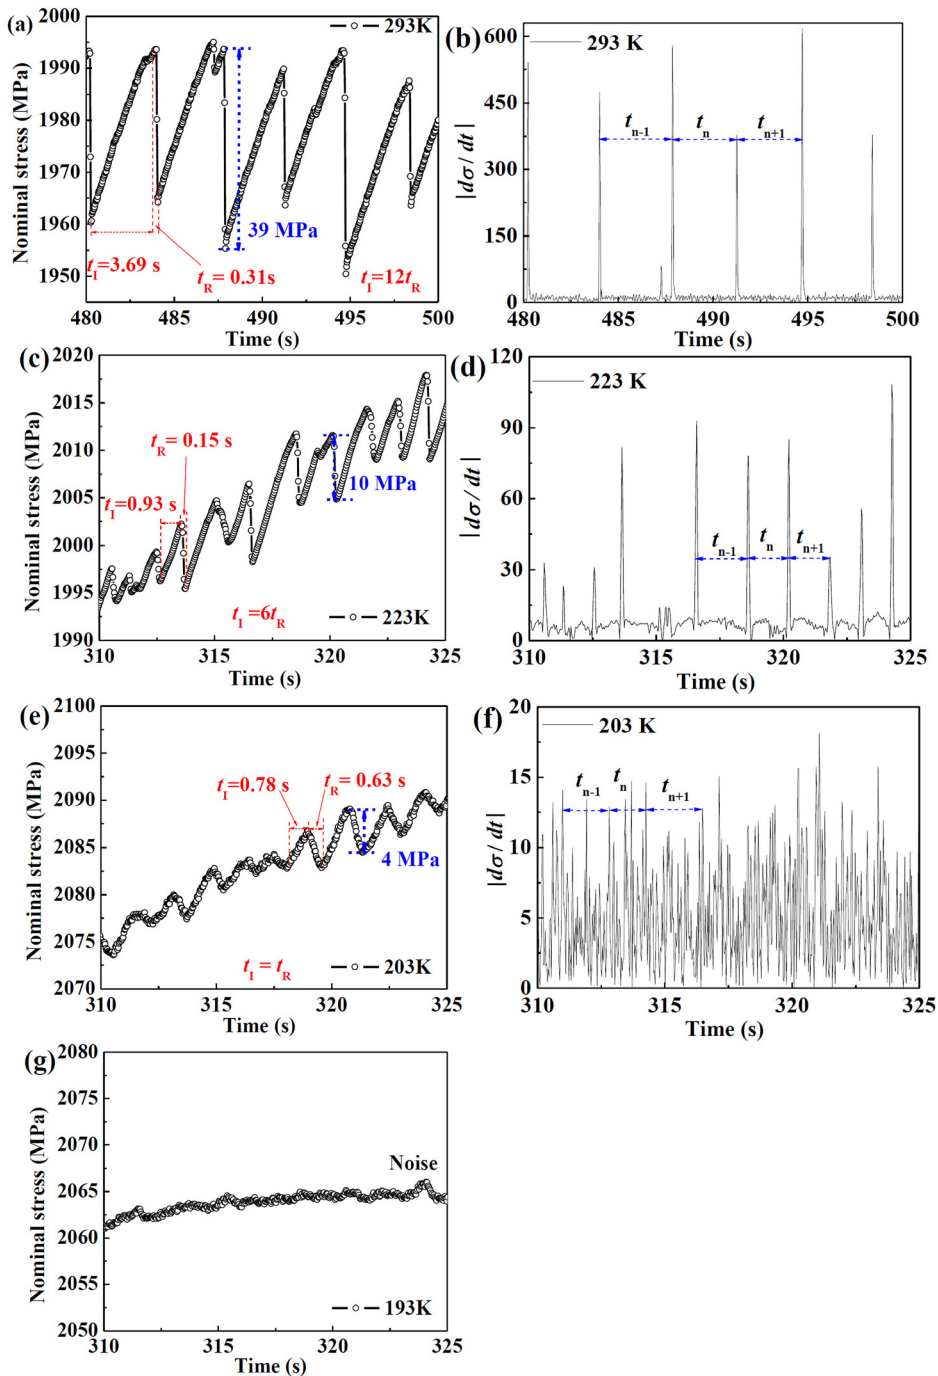 (a)
2000
1990
1980
1970
1960
1950
Nominal stress (MPa)
293K
39 MPa
t_I=3.69s
t_R= 0.31s
t_I=12t_R
480 485 490 495 500
Time (s)
(b)
600
450
300
150
0
|dσ/dt|
293 K
t_n-1 t_n t_n+1
480 485 490 495 500
Time (s)
(c)
2020
2015
2010
2005
2000
1995
1990
Nominal stress (MPa)
t_R= 0.15 s
t_I=0.93 s
10 MPa
t_I=6t_R
223K
310 315 320 325
Time (s)
(d)
120
90
60
30
0
|dσ/dt|
223 K
t_n-1 t_n t_n+1
310 315 320 325
Time (s)
(e)
2100
2095
2090
2085
2080
2075
2070
Nominal stress (MPa)
t_I=0.78 s
t_R= 0.63 s
4 MPa
t_I = t_R
203K
310 315 320 325
Time (s)
(f)
20
15
10
5
0
|dσ/dt|
203 K
t_n-1 t_n t_n+1
310 315 320 325
Time (s)
(g)
2080
2075
2070
2065
2060
2055
2050
Nominal stress (MPa)
Noise
193K
310 315 320 325
Time (s)